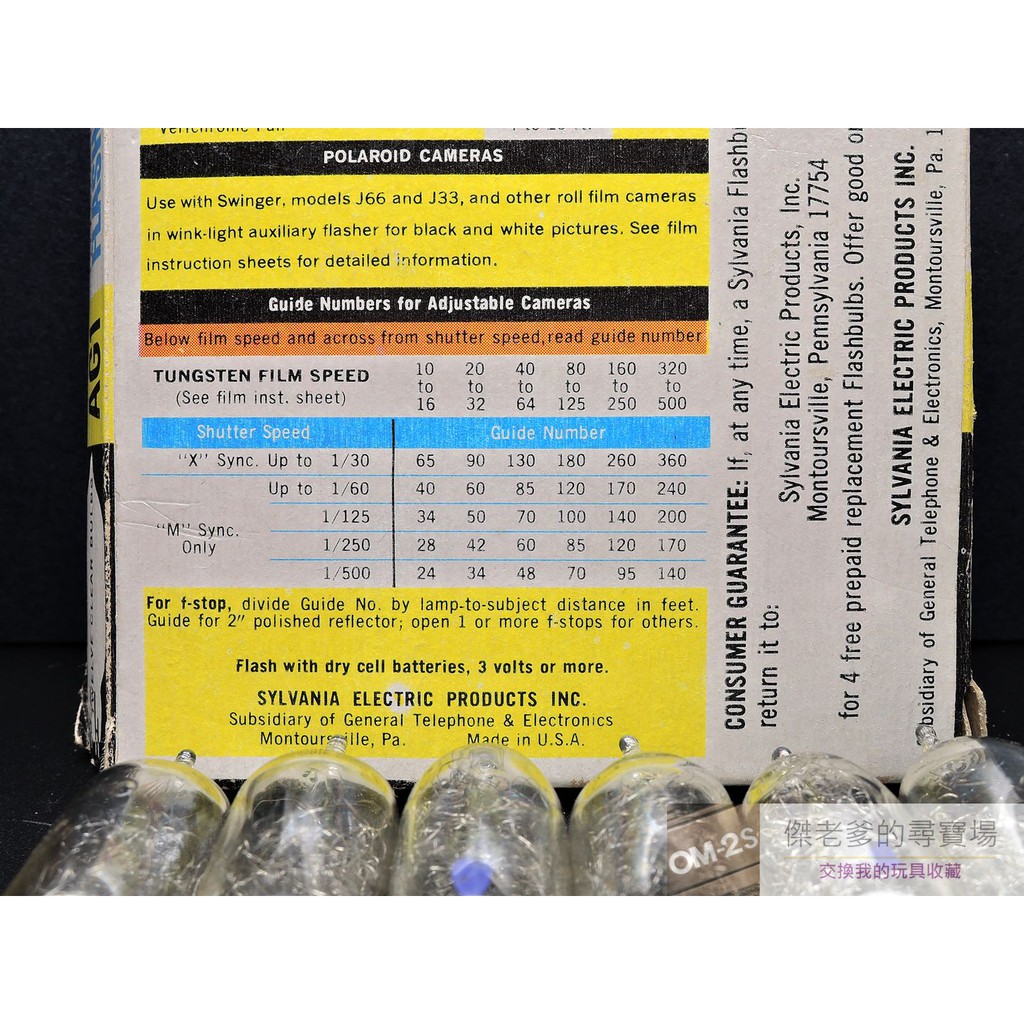 POLAROID CAMERAS
Use with Swinger, models J66 and J33, and other roll film cameras
in wink-light auxiliary flasher for black and white pictures. See film
instruction sheets for detailed information.
Guide Numbers for Adjustable Cameras
Below film speed and across from shutter speed, read guide number
TUNGSTEN FILM SPEED 10 20 40 80 160 320
to to to to to to
(See film inst. sheet) 16 32 64 125 250 500
Shutter Speed Guide Number
"X" Sync. Up to 1/30 65 90 130 180 260 360
Up to 1/60 40 60 85 120 170 240
1/125 34 50 70 100 140 200
"M" Sync.
Only 1/250 28 42 60 85 120 170
1/500 24 34 48 70 95 140
For f-stop, divide Guide No. by lamp-to-subject distance in feet.
Guide for 2" polished reflector; open 1 or more f-stops for others.
Flash with dry cell batteries, 3 volts or more.
SYLVANIA ELECTRIC PRODUCTS INC.
Subsidiary of General Telephone & Electronics
Montoursville, Pa. Made in U.S.A.
CONSUMER GUARANTEE: If, at any time, a Sylvania
return it to:
Sylvania Electric Products, Inc.
Montoursville, Pennsylvania 17754
for 4 free prepaid replacement Flashbulbs. Offer good
SYLVANIA ELECTRIC PRODUCTS INC.
of General Telephone & Electronics, Montoursville, Pa.
AG1
OM-2S
傑老爹的尋寶場
交換我的玩具收藏